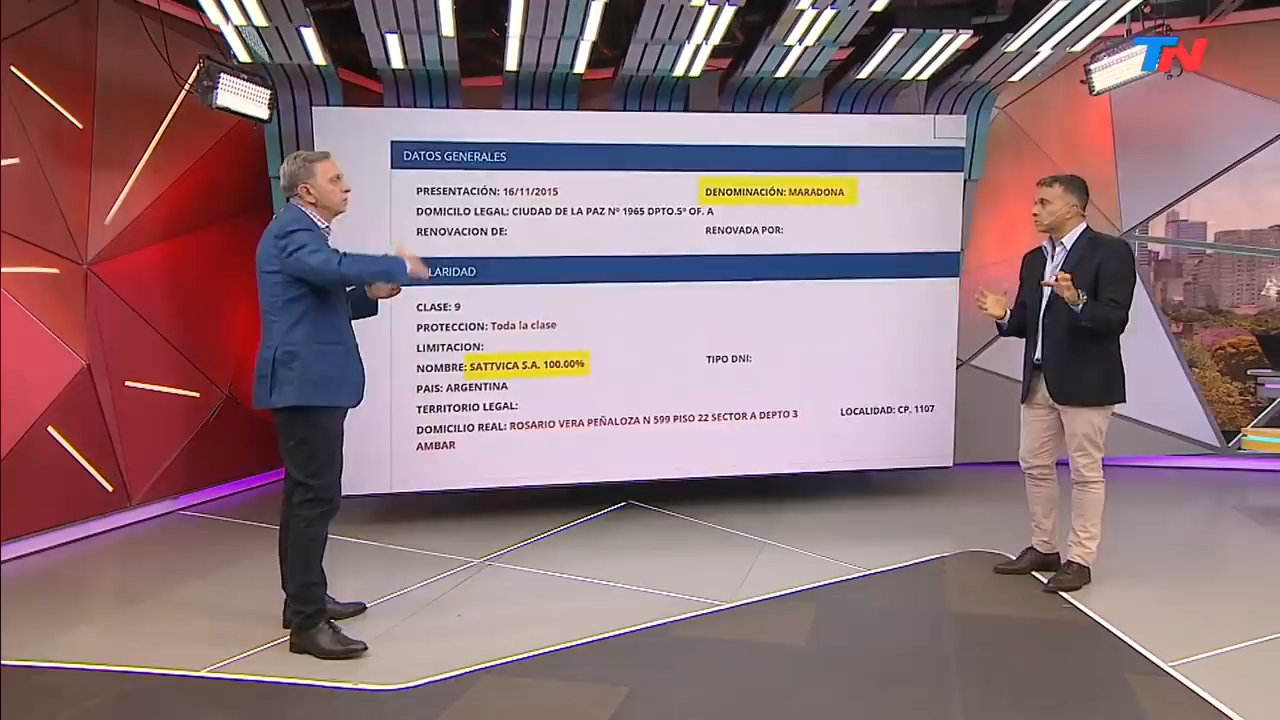 TN
DATOS GENERALES
PRESENTACIÓN: 16/11/2015 DENOMINACIÓN: MARADONA
DOMICILO LEGAL: CIUDAD DE LA PAZ Nº 1965 DPTO.5º OF. A
RENOVACION DE: RENOVADA POR:
LARIDAD
CLASE: 9
PROTECCION: Toda la clase
LIMITACION:
NOMBRE: SATTVICA S.A. 100.00% TIPO DNI:
PAIS: ARGENTINA
TERRITORIO LEGAL:
DOMICILIO REAL: ROSARIO VERA PEÑALOZA N 599 PISO 22 SECTOR A DEPTO 3 LOCALIDAD: CP. 1107
AMBAR